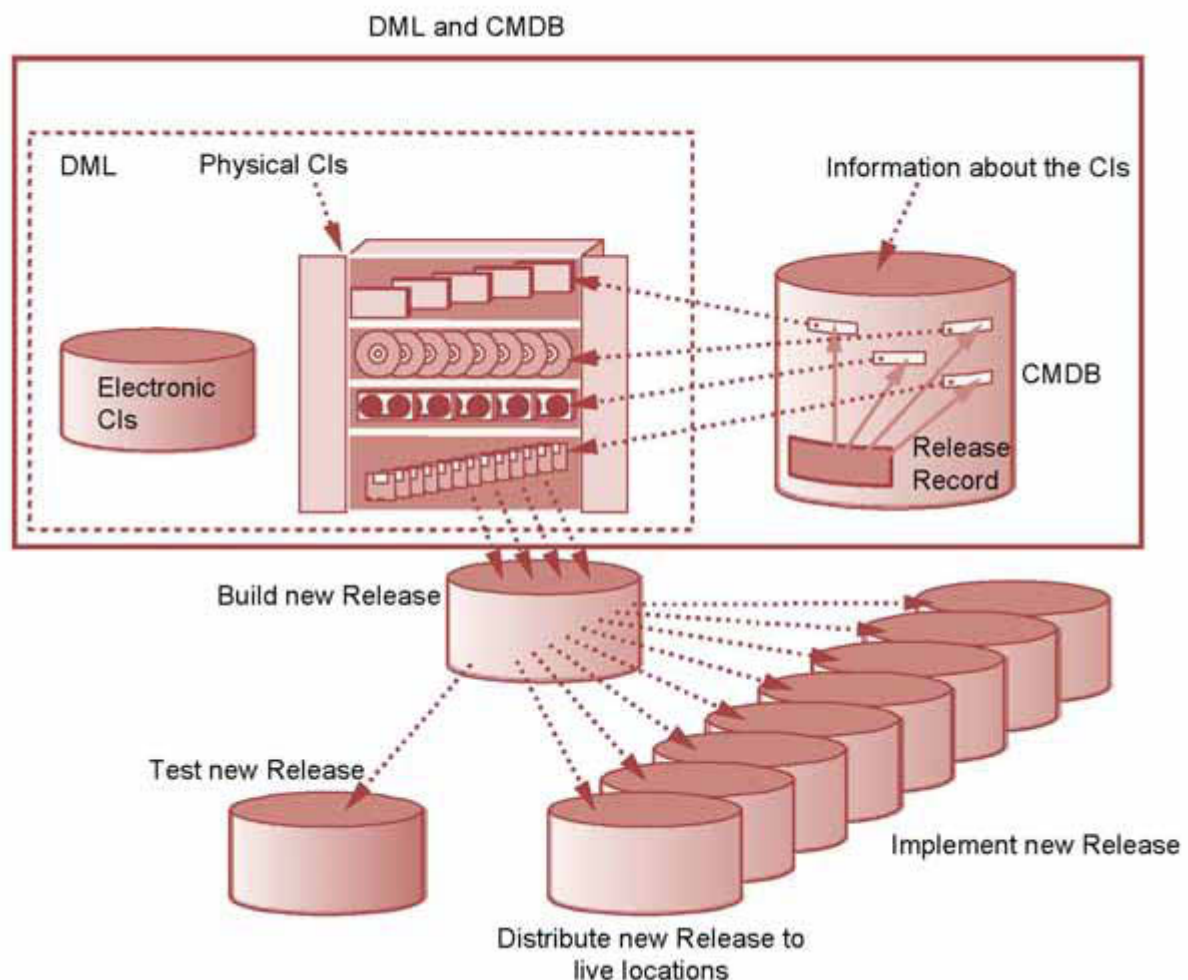 DML and CMDB
DML
Physical CIs
Information about the CIs
Electronic
CIs
CMDB
Release
Record
Build new Release
Test new Release
Implement new Release
Distribute new Release to
live locations